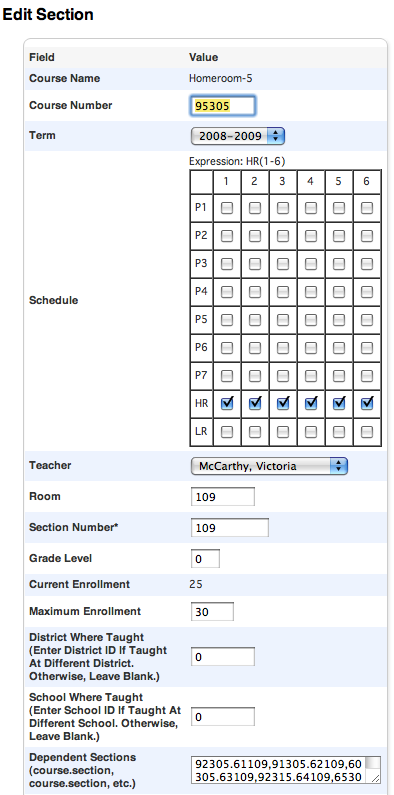 Edit Section
Field Value
Course Name Homeroom-5
Course Number 95305
Term 2008-2009
Expression: HR(1-6)
1 2 3 4 5 6
P1
P2
P3
P4
Schedule
P5
P6
P7
HR
LR
Teacher McCarthy, Victoria
Room 109
Section Number* 109
Grade Level 0
Current Enrollment 25
Maximum Enrollment 30
District Where Taught
(Enter District ID If Taught
At Different District. 0
Otherwise, Leave Blank.)
School Where Taught
(Enter School ID If Taught At
Different School. Otherwise, 0
Leave Blank.)
Dependent Sections 92305.61109,91305.62109,60
(course.section, 305.63109,92315.64109,6530
course.section, etc.)